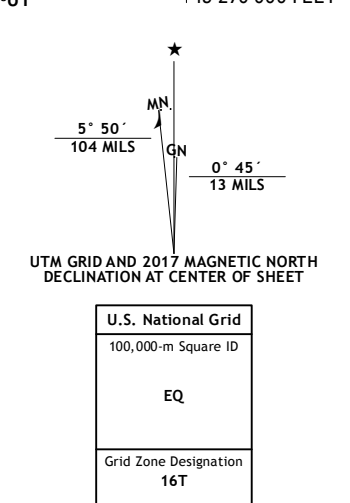 MN.
5° 50´
104 MILS
GN
0° 45´
13 MILS
UTM GRID AND 2017 MAGNETIC NORTH
DECLINATION AT CENTER OF SHEET
U.S. National Grid
100,000-m Square ID
EQ
Grid Zone Designation
16T